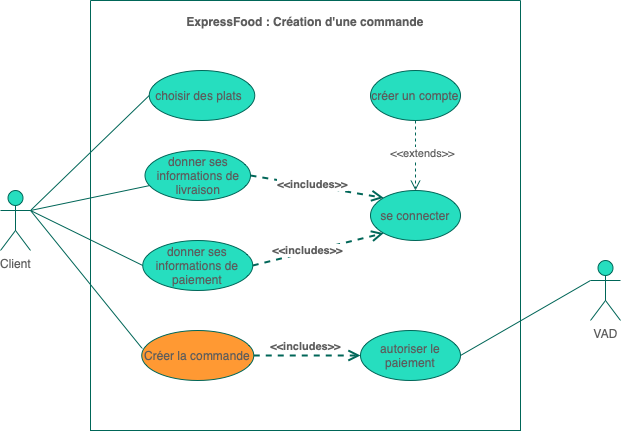 ExpressFood : Création d'une commande
choisir des plats
créer un compte
<<extends>>
donner ses
informations de
livraison
<<includes>>
se connecter
donner ses
informations de
paiement
<<includes>>
Client
Créer la commande
<<includes>>
autoriser le
paiement
VAD